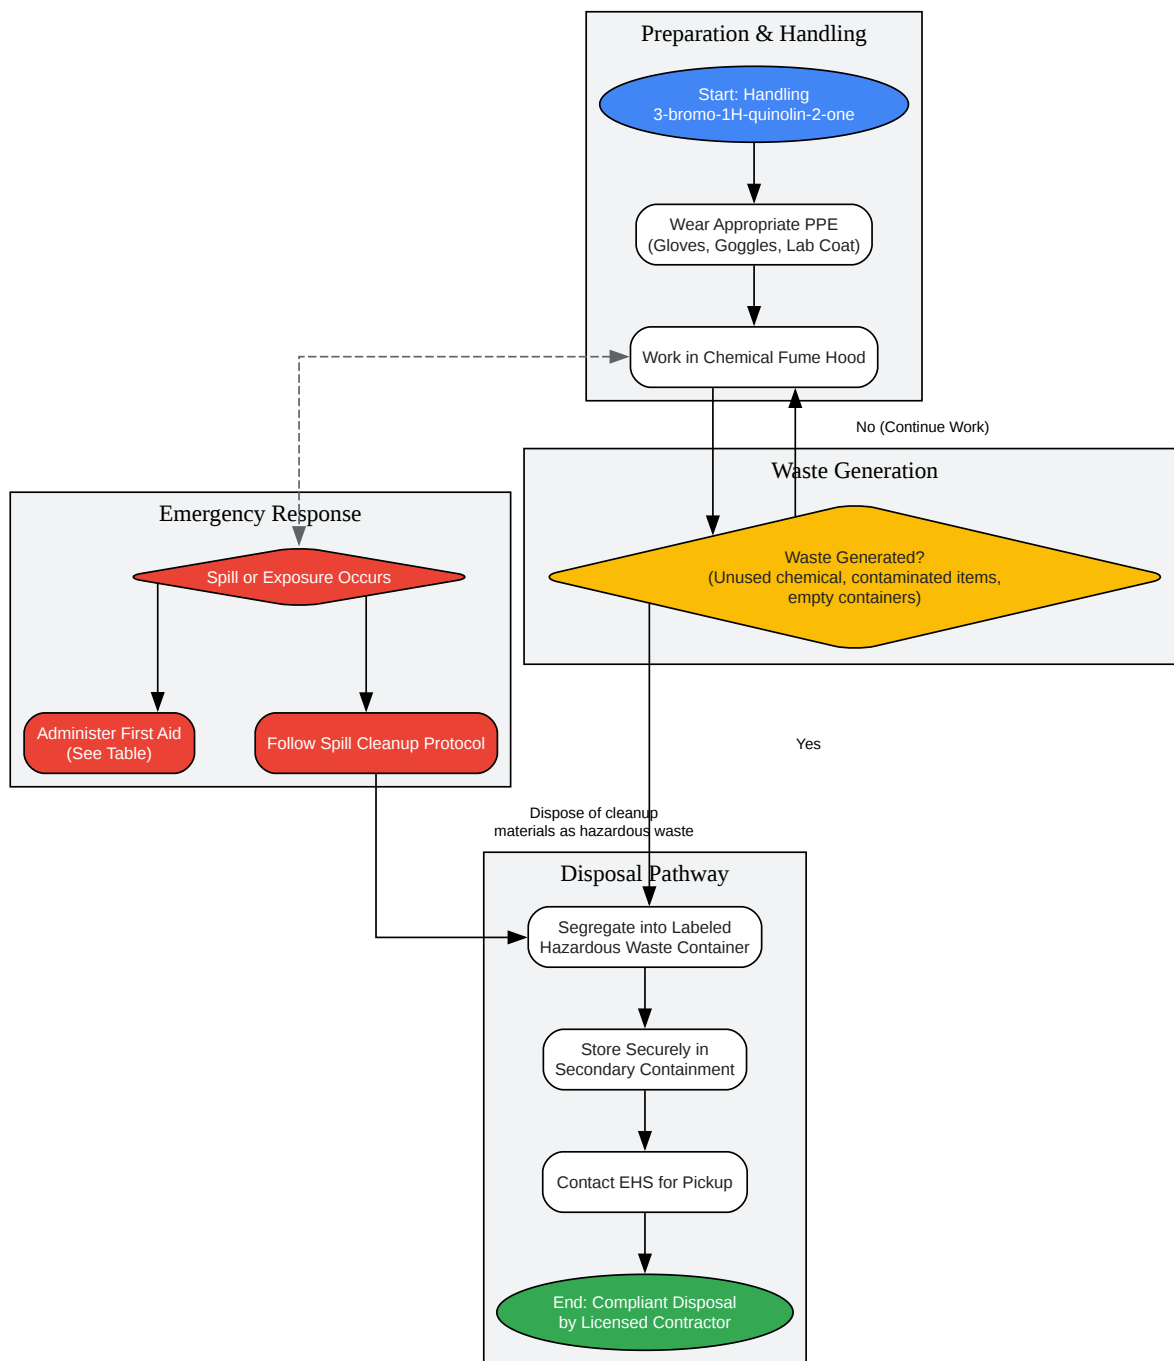 Preparation & Handling
Start: Handling
3-bromo-1H-quinolin-2-one
Wear Appropriate PPE
(Gloves, Goggles, Lab Coat)
Work in Chemical Fume Hood
No (Continue Work)
Waste Generation
Waste Generated?
(Unused chemical, contaminated items,
empty containers)
Emergency Response
Spill or Exposure Occurs
Administer First Aid
(See Table)
Follow Spill Cleanup Protocol
Yes
Dispose of cleanup
materials as hazardous waste
Disposal Pathway
Segregate into Labeled
Hazardous Waste Container
Store Securely in
Secondary Containment
Contact EHS for Pickup
End: Compliant Disposal
by Licensed Contractor